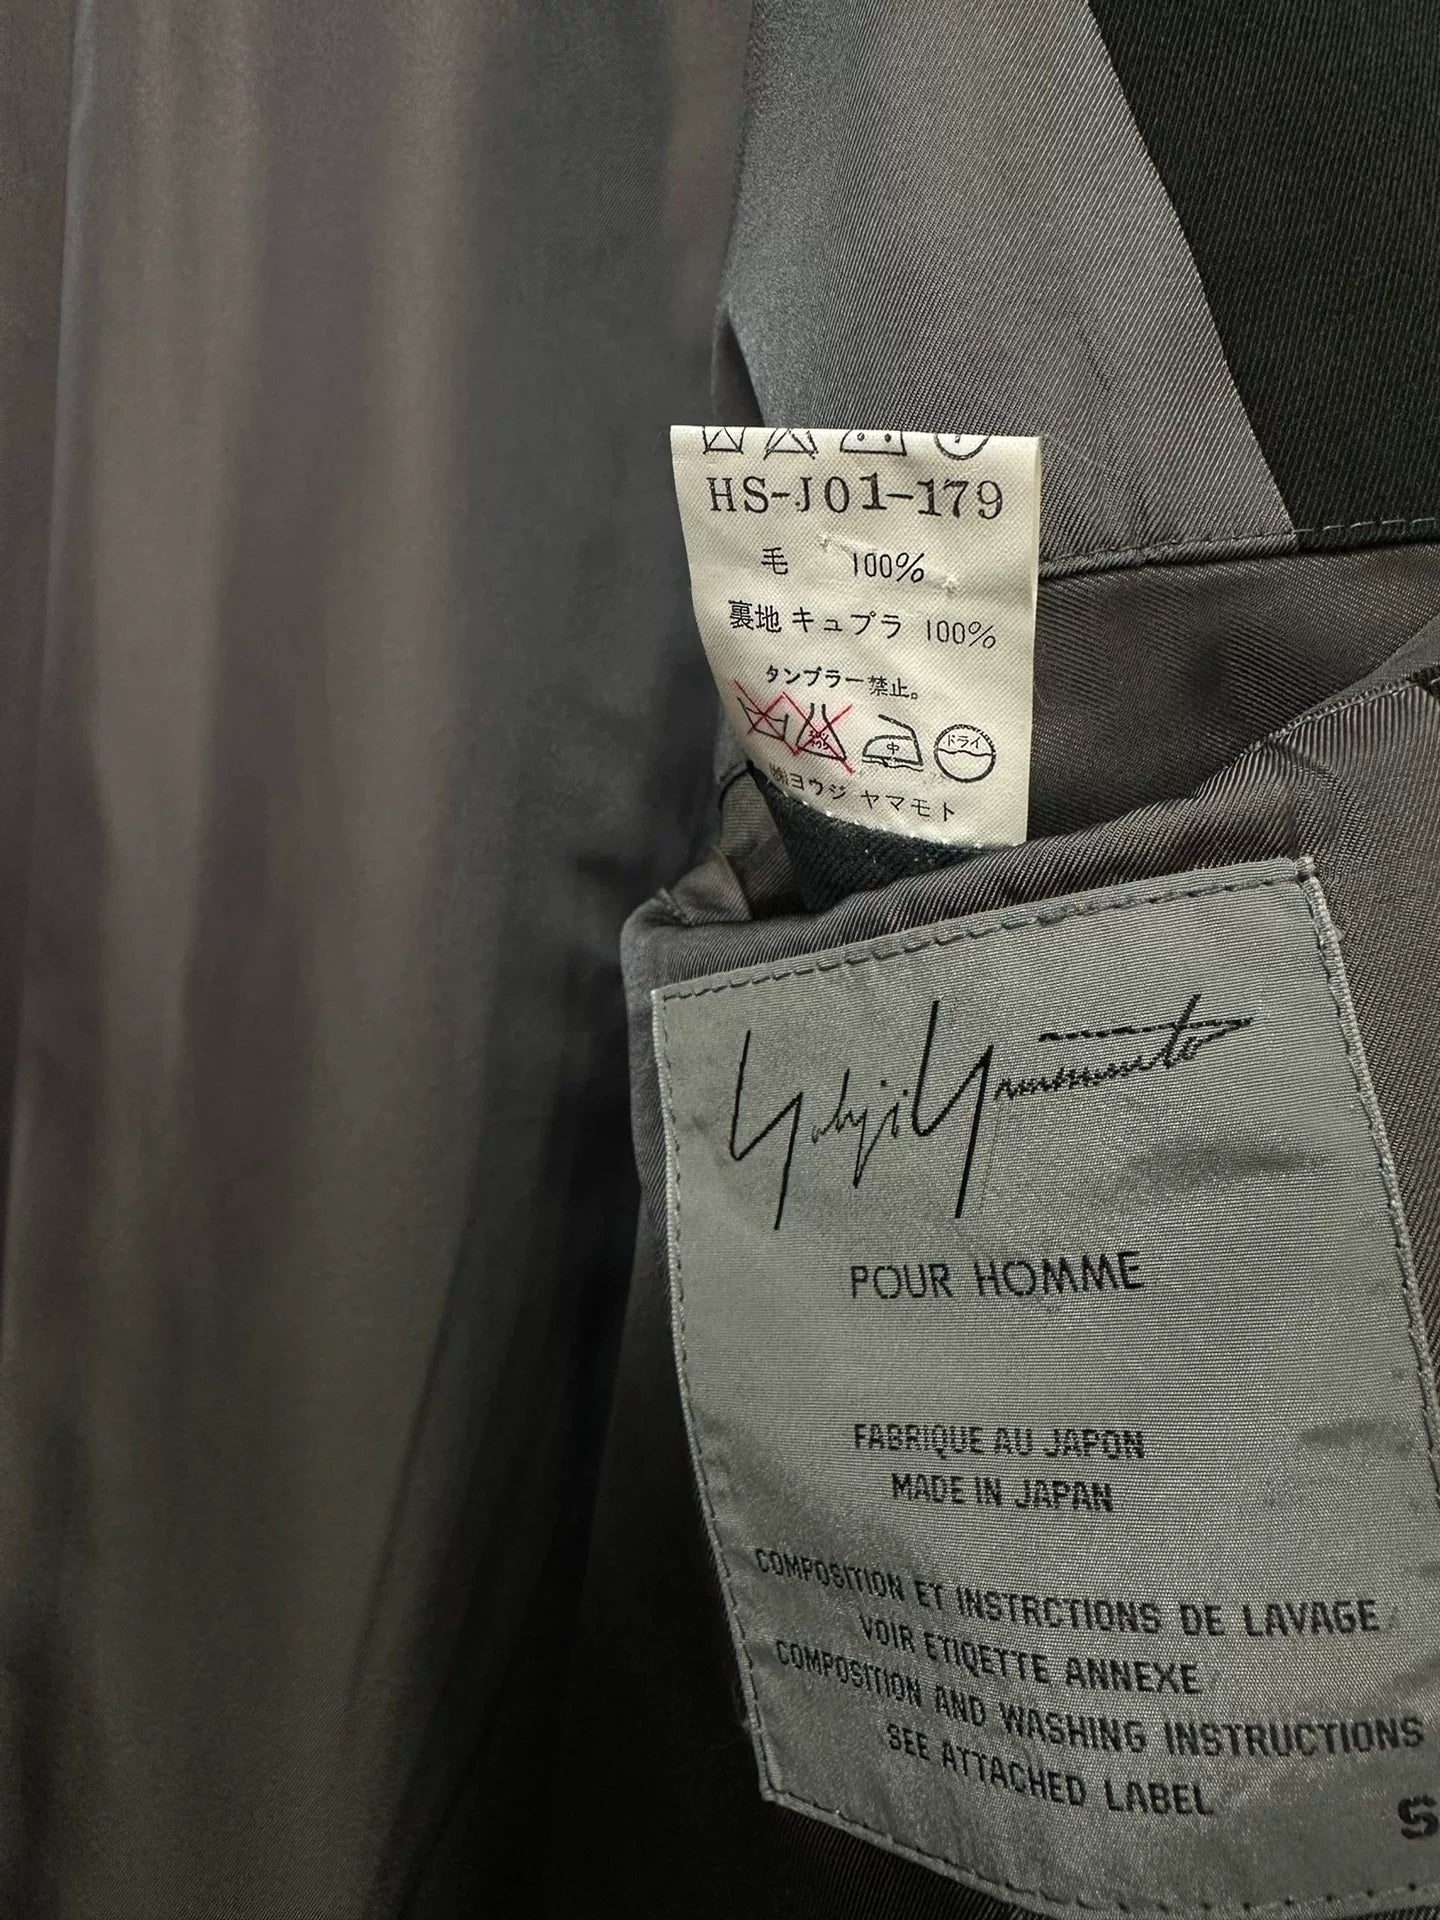 HS-J01-179
毛 100%
裏地 キュプラ 100%
タンブラー禁止。
中 ドライ
㈱ヨウジ ヤマモト
Yohji Yamamoto
POUR HOMME
FABRIQUE AU JAPON
MADE IN JAPAN
COMPOSITION ET INSTRCTIONS DE LAVAGE
VOIR ETIQETTE ANNEXE
COMPOSITION AND WASHING INSTRUCTIONS
SEE ATTACHED LABEL
S